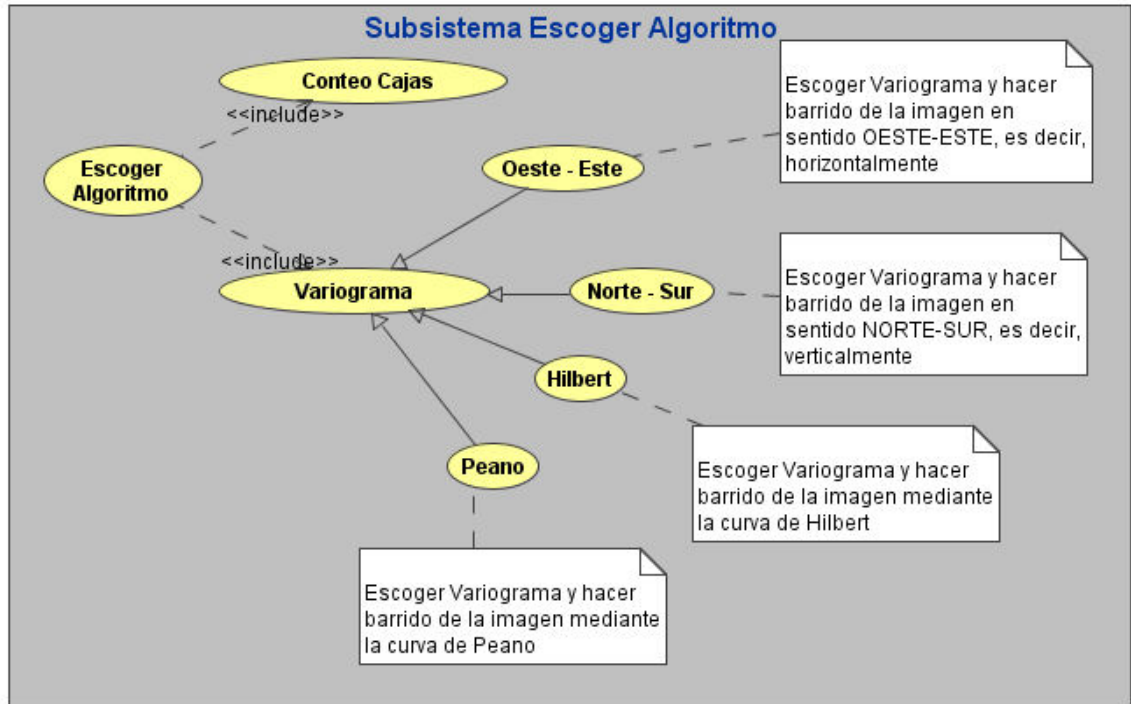 Subsistema Escoger Algoritmo
Conteo Cajas
<<include>>
Escoger
Algoritmo
Oeste - Este
Escoger Variograma y hacer
barrido de la imagen en
sentido OESTE-ESTE, es decir,
horizontalmente
<<include>>
Variograma
Norte - Sur
Escoger Variograma y hacer
barrido de la imagen en
sentido NORTE-SUR, es decir,
verticalmente
Hilbert
Peano
Escoger Variograma y hacer
barrido de la imagen mediante
la curva de Hilbert
Escoger Variograma y hacer
barrido de la imagen mediante
la curva de Peano